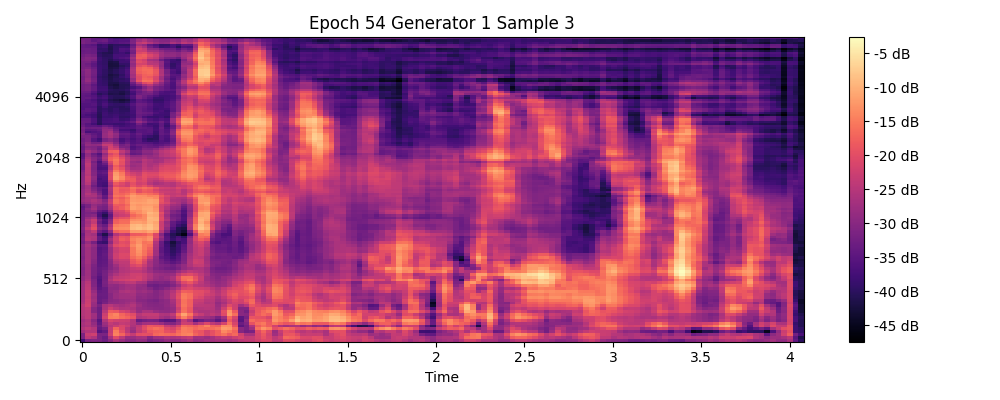 Epoch 54 Generator 1 Sample 3
Hz
4096
2048
1024
512
0
0 0.5 1 1.5 2 2.5 3 3.5 4
Time
-5 dB
-10 dB
-15 dB
-20 dB
-25 dB
-30 dB
-35 dB
-40 dB
-45 dB